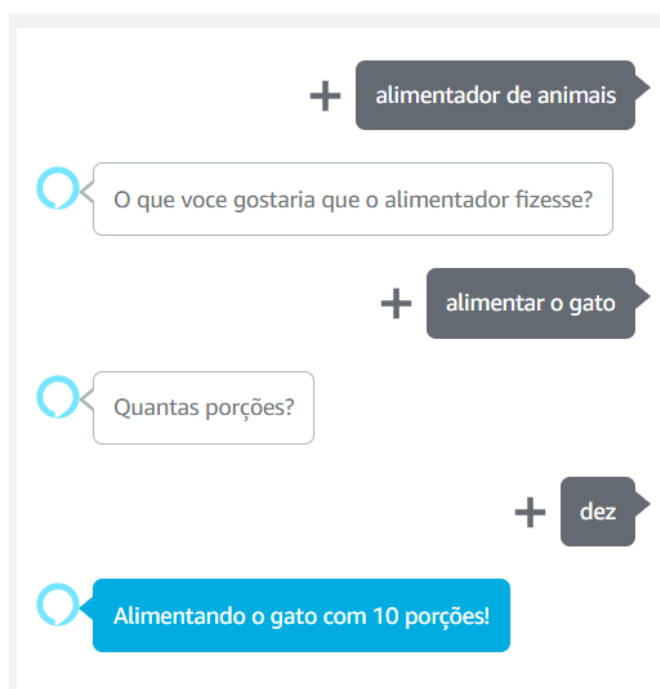 alimentador de animais
O que voce gostaria que o alimentador fizesse?
alimentar o gato
Quantas porções?
dez
Alimentando o gato com 10 porções!